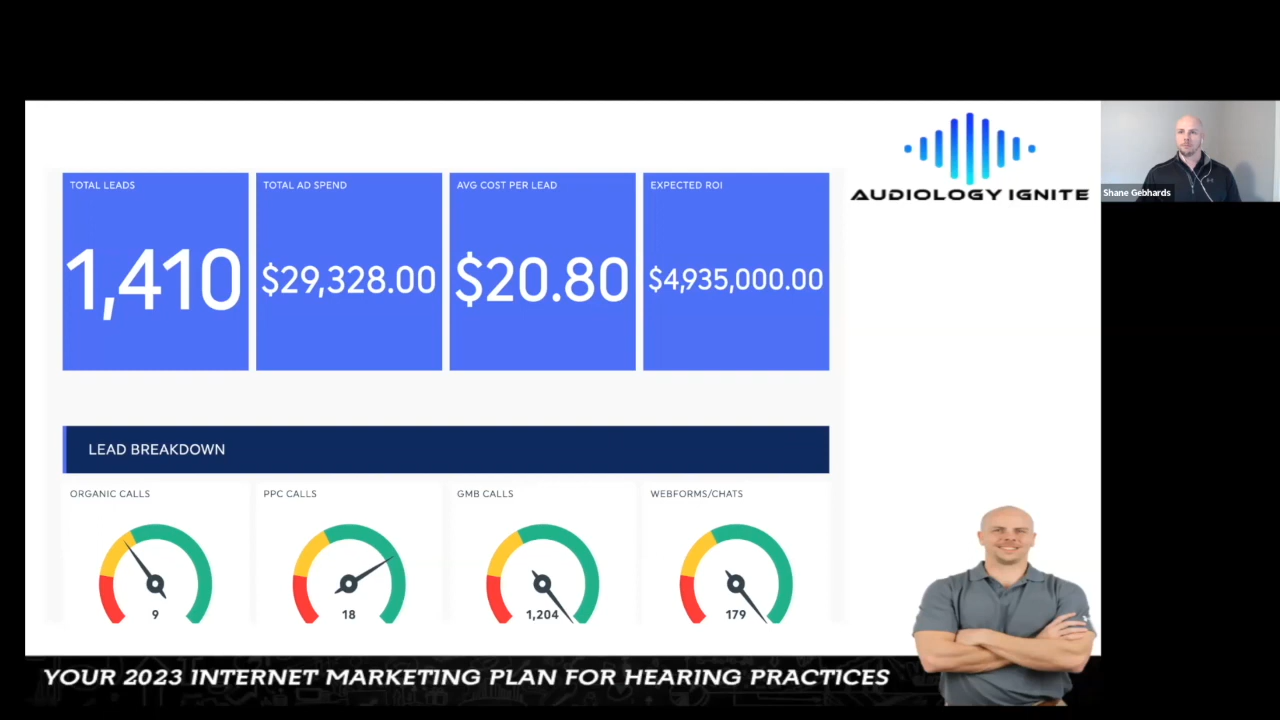 TOTAL LEADS
1,410
TOTAL AD SPEND
$29,328.00
AVG COST PER LEAD
$20.80
EXPECTED ROI
$4,935,000.00
AUDIOLOGY IGNITE
Shane Gebhards
LEAD BREAKDOWN
ORGANIC CALLS
9
PPC CALLS
18
GMB CALLS
1,204
WEBFORMS/CHATS
179
YOUR 2023 INTERNET MARKETING PLAN FOR HEARING PRACTICES